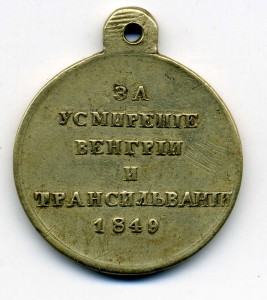 ЗА
УСМИРЕНІЕ
ВЕНГРІИ
И
ТРАНСИЛЬВАНІИ
1849